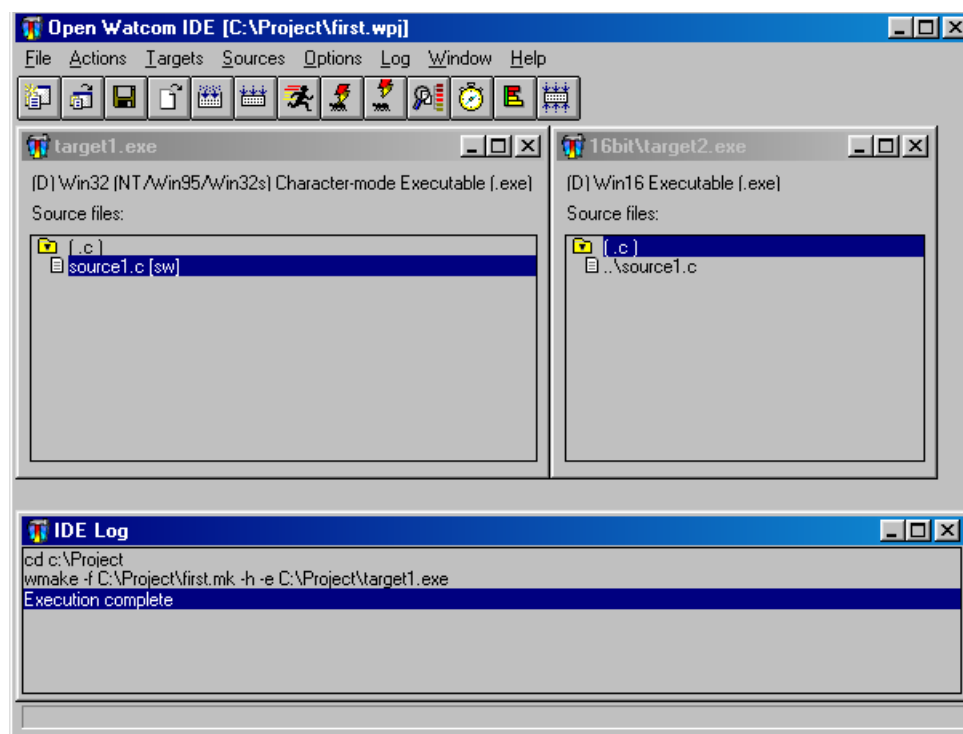 Open Watcom IDE [C:\Project\first.wpj]
File Actions Targets Sources Options Log Window Help
target1.exe
(D) Win32 (NT/Win95/Win32s) Character-mode Executable (.exe)
Source files:
(.c)
source1.c [sw]
16bit\target2.exe
(D) Win16 Executable (.exe)
Source files:
(.c)
..\source1.c
IDE Log
cd c:\Project
wmake -f C:\Project\first.mk -h -e C:\Project\target1.exe
Execution complete